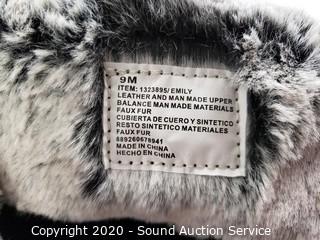 9M
ITEM: 1323895/ EMILY
LEATHER AND MAN MADE UPPER
BALANCE MAN MADE MATERIALS
FAUX FUR
CUBIERTA DE CUERO Y SINTETICO
RESTO SINTETICO MATERIALES
FAUX FUR
889260678941
MADE IN CHINA
HECHO EN CHINA
Copyright © 2020 - Sound Auction Service